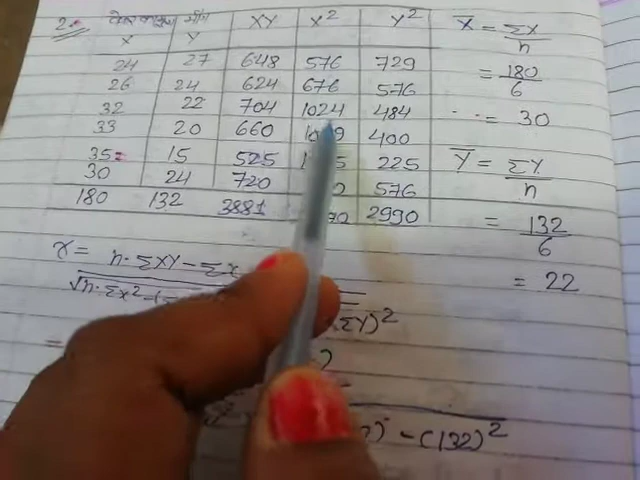 2.
X Y XY X² Y² X̄ = ΣX/n
24 27 648 576 729
26 24 624 676 576 = 180/6
32 22 704 1024 484 = 30
33 20 660 400
35 15 525 225 Ȳ = ΣY/n
30 24 720 576
180 132 3881 2990 = 132/6
= 22
n·ΣXY – Σx
√n·Σx² – (
ΣY)²
2
) – (132)²